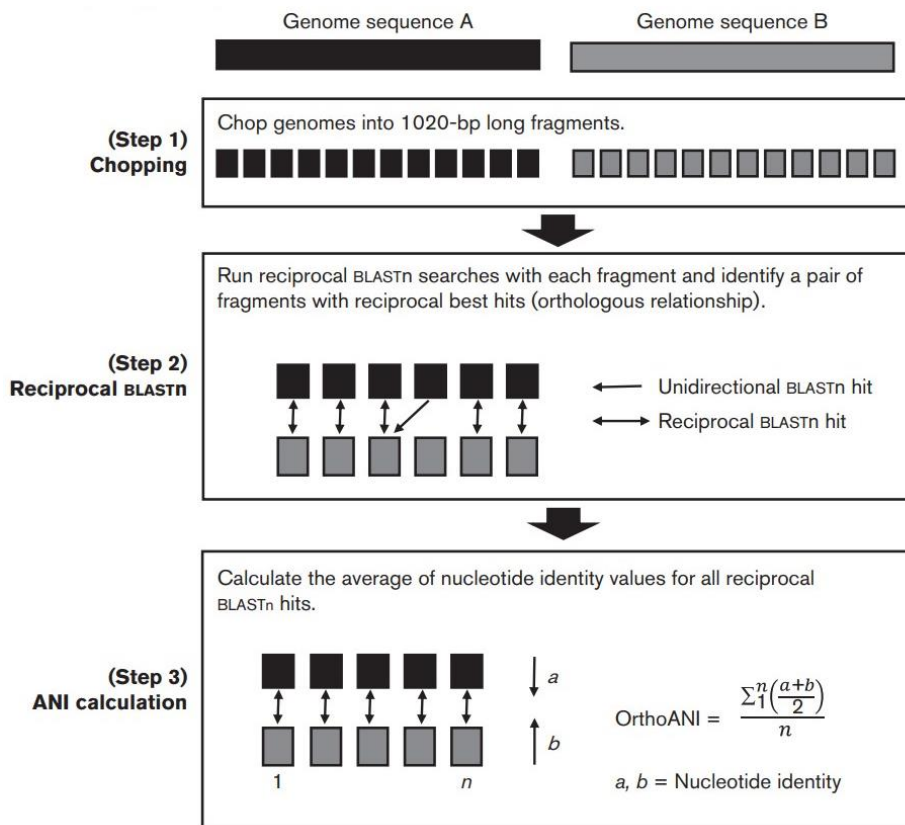 Genome sequence A
Genome sequence B
(Step 1)
Chopping
Chop genomes into 1020-bp long fragments.
(Step 2)
Reciprocal BLASTn
Run reciprocal BLASTn searches with each fragment and identify a pair of
fragments with reciprocal best hits (orthologous relationship).
Unidirectional BLASTn hit
Reciprocal BLASTn hit
(Step 3)
ANI calculation
Calculate the average of nucleotide identity values for all reciprocal
BLASTn hits.
a
b
1
n
OrthoANI = ∑₁ⁿ((a+b)/2)/n
a, b = Nucleotide identity